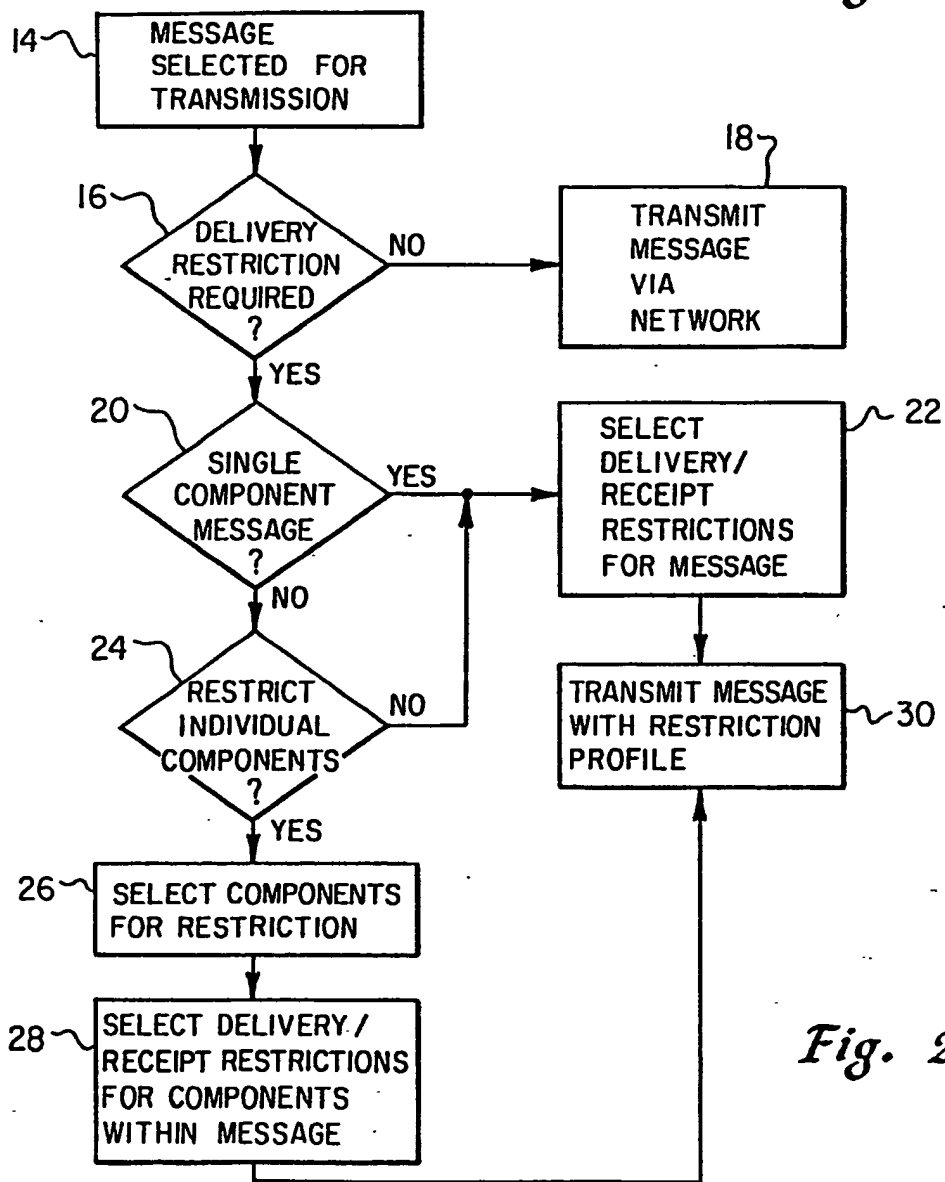 14
MESSAGE
SELECTED FOR
TRANSMISSION
16
DELIVERY
RESTRICTION
REQUIRED
?
NO
18
TRANSMIT
MESSAGE
VIA
NETWORK
YES
20
SINGLE
COMPONENT
MESSAGE
?
YES
22
SELECT
DELIVERY/
RECEIPT
RESTRICTIONS
FOR MESSAGE
NO
24
RESTRICT
INDIVIDUAL
COMPONENTS
?
NO
TRANSMIT MESSAGE
WITH RESTRICTION
PROFILE
30
YES
26
SELECT COMPONENTS
FOR RESTRICTION
28
SELECT DELIVERY/
RECEIPT RESTRICTIONS
FOR COMPONENTS
WITHIN MESSAGE
Fig. 2